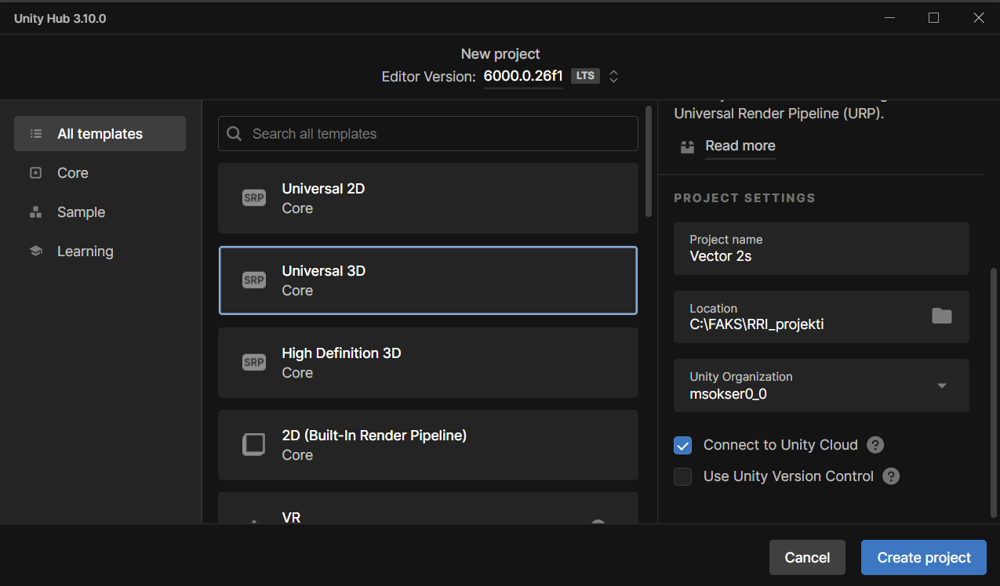 Unity Hub 3.10.0
New project
Editor Version: 6000.0.26f1 LTS
All templates
Core
Sample
Learning
Search all templates
SRP
Universal 2D
Core
SRP
Universal 3D
Core
SRP
High Definition 3D
Core
2D (Built-In Render Pipeline)
Core
VR
Universal Render Pipeline (URP).
Read more
PROJECT SETTINGS
Project name
Vector 2s
Location
C:\FAKS\RRI_projekti
Unity Organization
msokser0_0
Connect to Unity Cloud ?
Use Unity Version Control ?
Cancel
Create project